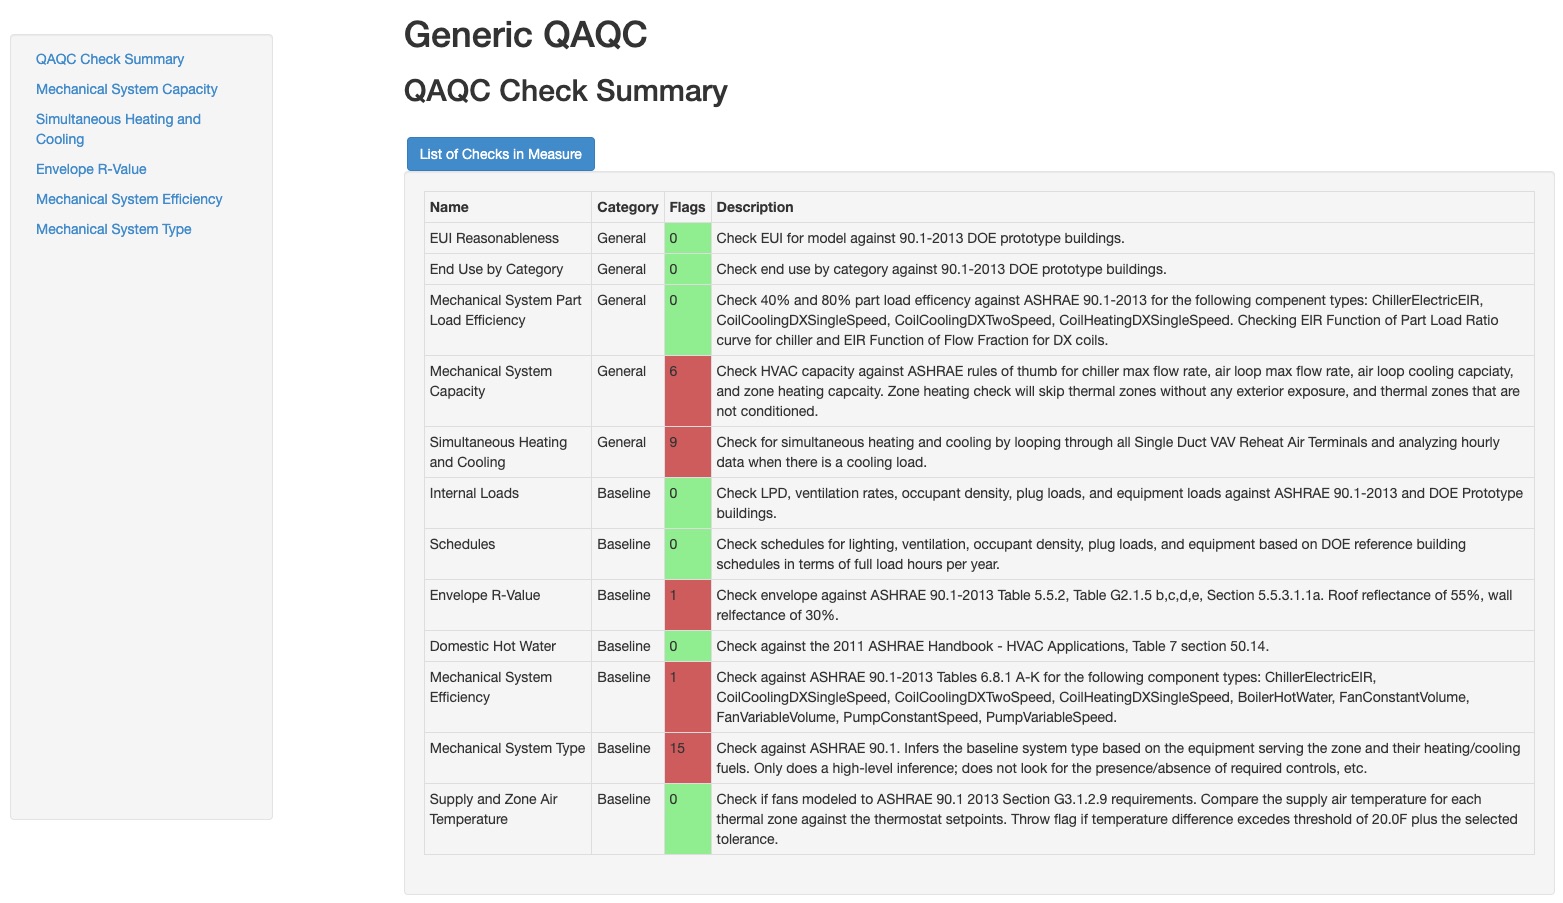 QAQC Check Summary
Mechanical System Capacity
Simultaneous Heating and
Cooling
Envelope R-Value
Mechanical System Efficiency
Mechanical System Type
Generic QAQC
QAQC Check Summary
List of Checks in Measure
Name Category Flags Description
EUI Reasonableness General 0 Check EUI for model against 90.1-2013 DOE prototype buildings.
End Use by Category General 0 Check end use by category against 90.1-2013 DOE prototype buildings.
Mechanical System Part General 0 Check 40% and 80% part load efficency against ASHRAE 90.1-2013 for the following compenent types: ChillerElectricEIR,
Load Efficiency CoilCoolingDXSingleSpeed, CoilCoolingDXTwoSpeed, CoilHeatingDXSingleSpeed. Checking EIR Function of Part Load Ratio
curve for chiller and EIR Function of Flow Fraction for DX coils.
Mechanical System General 6 Check HVAC capacity against ASHRAE rules of thumb for chiller max flow rate, air loop max flow rate, air loop cooling capciaty,
Capacity and zone heating capcaity. Zone heating check will skip thermal zones without any exterior exposure, and thermal zones that are
not conditioned.
Simultaneous Heating General 9 Check for simultaneous heating and cooling by looping through all Single Duct VAV Reheat Air Terminals and analyzing hourly
and Cooling data when there is a cooling load.
Internal Loads Baseline 0 Check LPD, ventilation rates, occupant density, plug loads, and equipment loads against ASHRAE 90.1-2013 and DOE Prototype
buildings.
Schedules Baseline 0 Check schedules for lighting, ventilation, occupant density, plug loads, and equipment based on DOE reference building
schedules in terms of full load hours per year.
Envelope R-Value Baseline 1 Check envelope against ASHRAE 90.1-2013 Table 5.5.2, Table G2.1.5 b,c,d,e, Section 5.5.3.1.1a. Roof reflectance of 55%, wall
relfectance of 30%.
Domestic Hot Water Baseline 0 Check against the 2011 ASHRAE Handbook - HVAC Applications, Table 7 section 50.14.
Mechanical System Baseline 1 Check against ASHRAE 90.1-2013 Tables 6.8.1 A-K for the following component types: ChillerElectricEIR,
Efficiency CoilCoolingDXSingleSpeed, CoilCoolingDXTwoSpeed, CoilHeatingDXSingleSpeed, BoilerHotWater, FanConstantVolume,
FanVariableVolume, PumpConstantSpeed, PumpVariableSpeed.
Mechanical System Type Baseline 15 Check against ASHRAE 90.1. Infers the baseline system type based on the equipment serving the zone and their heating/cooling
fuels. Only does a high-level inference; does not look for the presence/absence of required controls, etc.
Supply and Zone Air Baseline 0 Check if fans modeled to ASHRAE 90.1 2013 Section G3.1.2.9 requirements. Compare the supply air temperature for each
Temperature thermal zone against the thermostat setpoints. Throw flag if temperature difference excedes threshold of 20.0F plus the selected
tolerance.